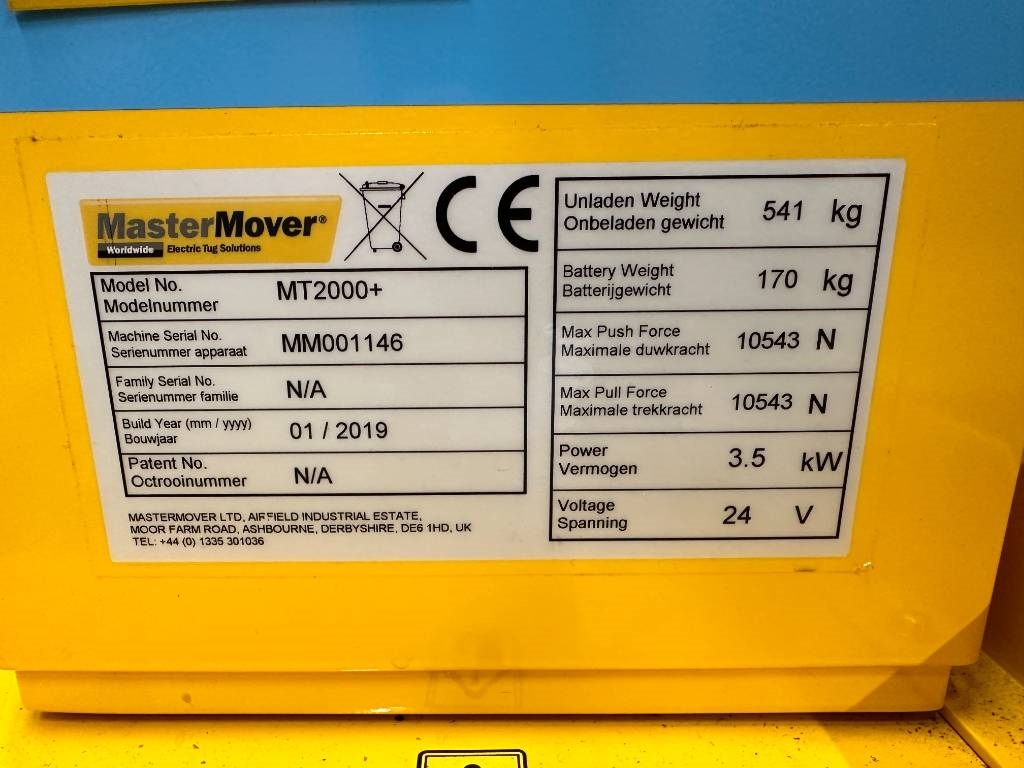 MasterMover®
Worldwide Electric Tug Solutions
CE
Model No.
Modelnummer
MT2000+
Machine Serial No.
Serienummer apparaat
MM001146
Family Serial No.
Serienummer familie
N/A
Build Year (mm / yyyy)
Bouwjaar
01 / 2019
Patent No.
Octrooinummer
N/A
MASTERMOVER LTD, AIRFIELD INDUSTRIAL ESTATE,
MOOR FARM ROAD, ASHBOURNE, DERBYSHIRE, DE6 1HD, UK
TEL: +44 (0) 1335 301036
Unladen Weight
Onbeladen gewicht
541 kg
Battery Weight
Batterijgewicht
170 kg
Max Push Force
Maximale duwkracht
10543 N
Max Pull Force
Maximale trekkracht
10543 N
Power
Vermogen
3.5 kW
Voltage
Spanning
24 V